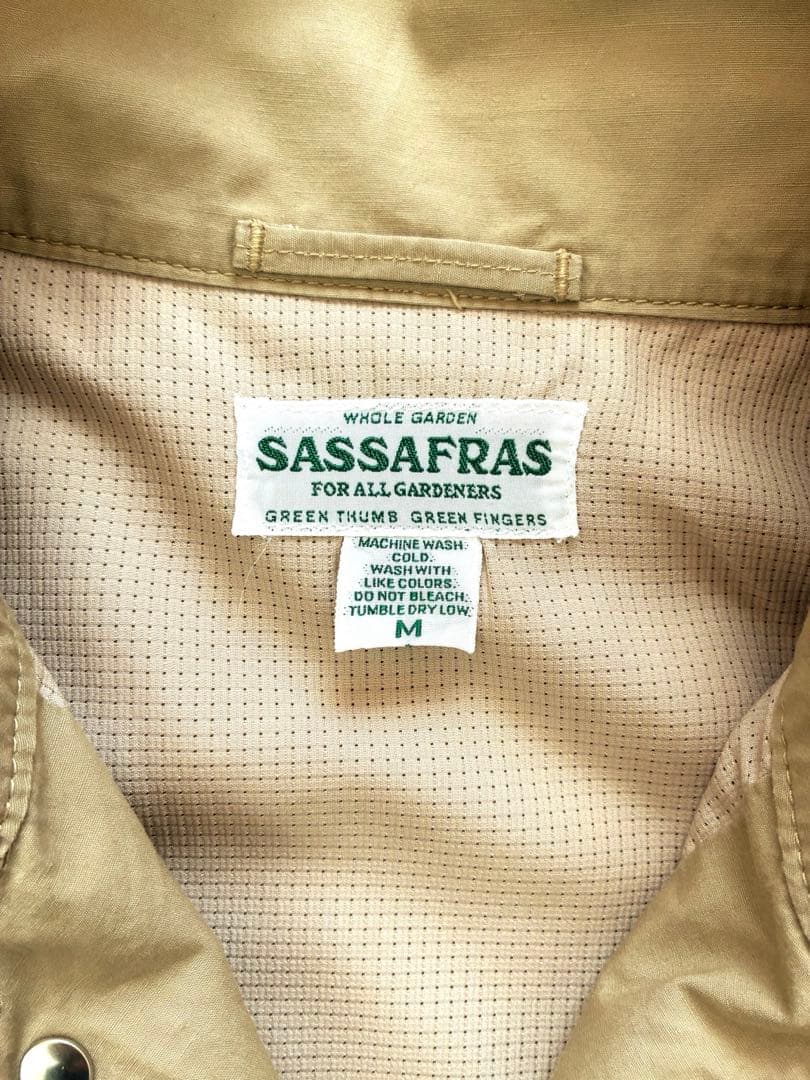 WHOLE GARDEN
SASSAFRAS
FOR ALL GARDENERS
GREEN THUMB GREEN FINGERS
MACHINE WASH
COLD.
WASH WITH
LIKE COLORS.
DO NOT BLEACH.
TUMBLE DRY LOW.
M